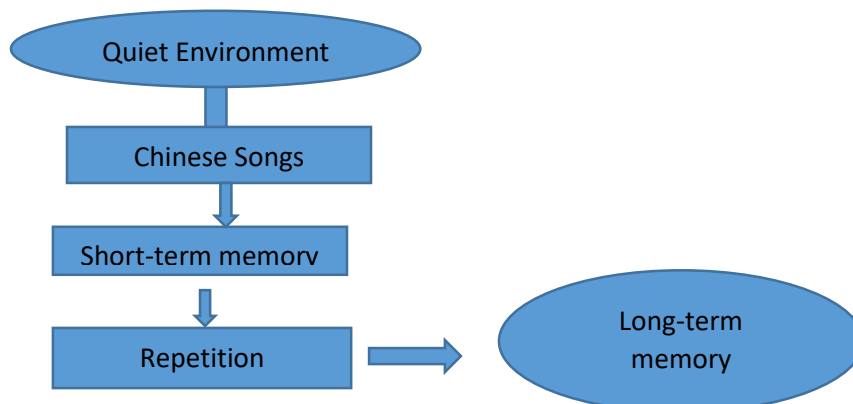 Quiet Environment
Chinese Songs
Short-term memory
Repetition
Long-term
memory